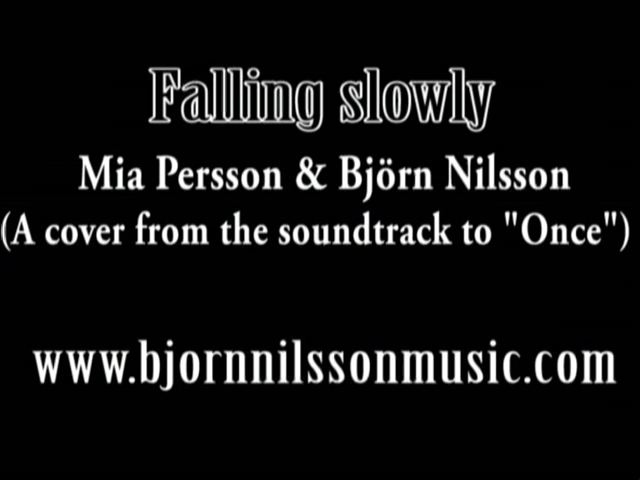 Falling slowly
Mia Persson & Björn Nilsson
(A cover from the soundtrack to "Once")
www.bjornnilssonmusic.com